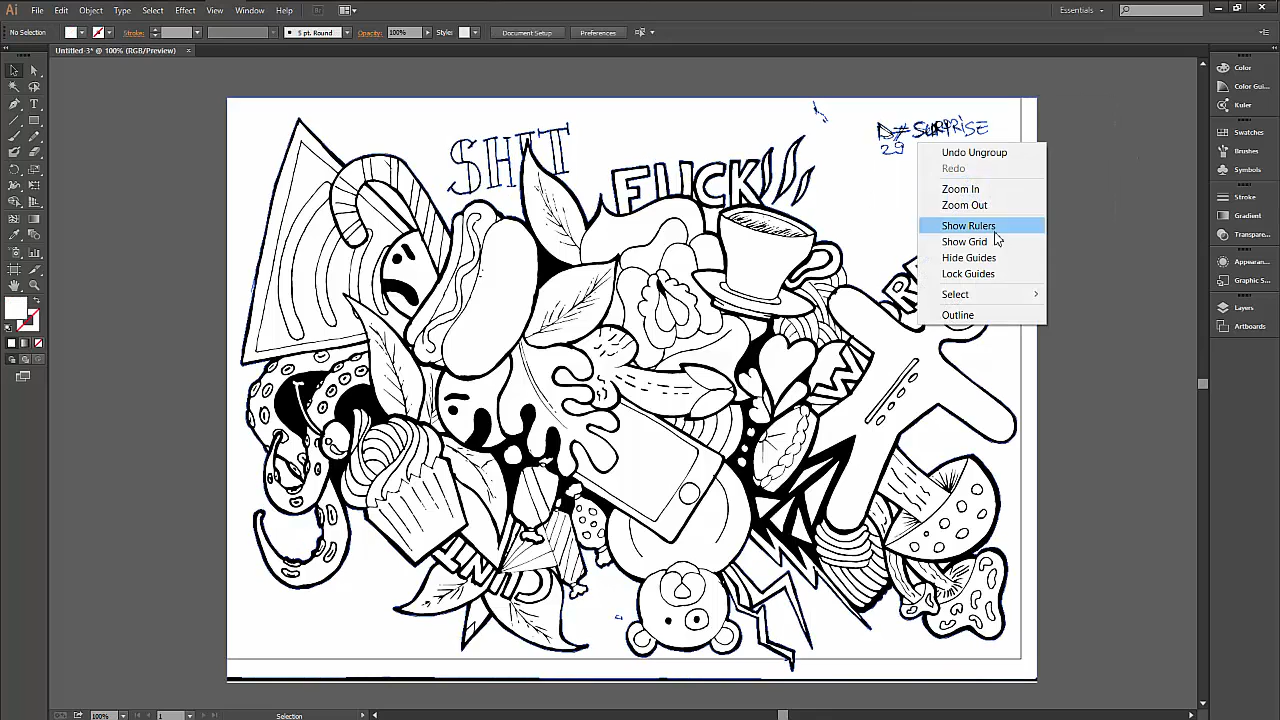 Ai File Edit Object Type Select Effect View Window Help Br Essentials
No Selection Stroke: 5 pt. Round Opacity: 100% Style: Document Setup Preferences
Untitled-3* @ 100% (RGB/Preview) ×
Color
Color Gui...
Kuler
Swatches
Brushes
Symbols
Stroke
Gradient
Transpare...
Appearan...
Graphic S...
Layers
Artboards
SHIT
FUCK
SURPRISE
29
Undo Ungroup
Redo
Zoom In
Zoom Out
Show Rulers
Show Grid
Hide Guides
Lock Guides
Select
Outline
100% 1 Selection